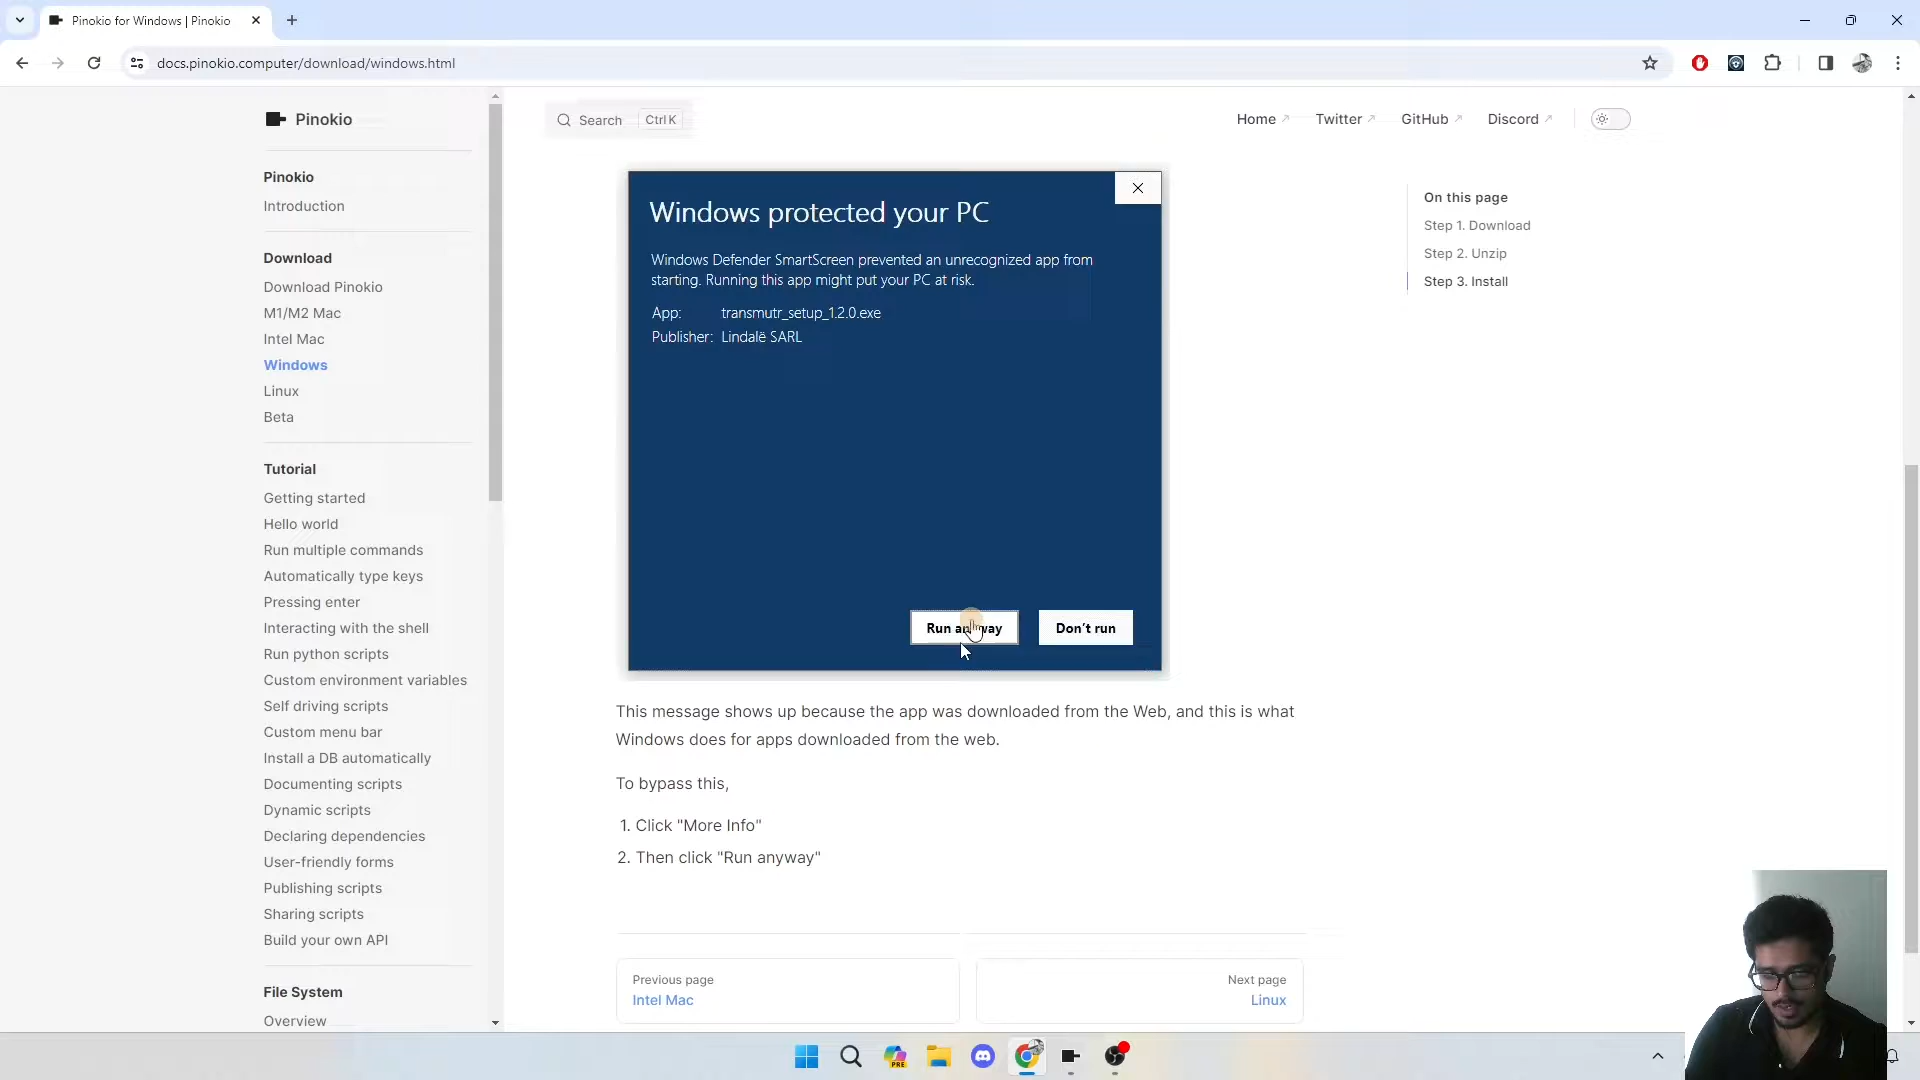 Pinokio for Windows | Pinokio
docs.pinokio.computer/download/windows.html
Pinokio
Search Ctrl K
Home Twitter GitHub Discord
Pinokio
Introduction
Download
Download Pinokio
M1/M2 Mac
Intel Mac
Windows
Linux
Beta
Tutorial
Getting started
Hello world
Run multiple commands
Automatically type keys
Pressing enter
Interacting with the shell
Run python scripts
Custom environment variables
Self driving scripts
Custom menu bar
Install a DB automatically
Documenting scripts
Dynamic scripts
Declaring dependencies
User-friendly forms
Publishing scripts
Sharing scripts
Build your own API
File System
Overview
Windows protected your PC
Windows Defender SmartScreen prevented an unrecognized app from
starting. Running this app might put your PC at risk.
App: transmutr_setup_1.2.0.exe
Publisher: Lindalë SARL
Run anyway Don't run
This message shows up because the app was downloaded from the Web, and this is what
Windows does for apps downloaded from the web.
To bypass this,
1. Click "More Info"
2. Then click "Run anyway"
Previous page
Intel Mac
Next page
Linux
On this page
Step 1. Download
Step 2. Unzip
Step 3. Install
PRE